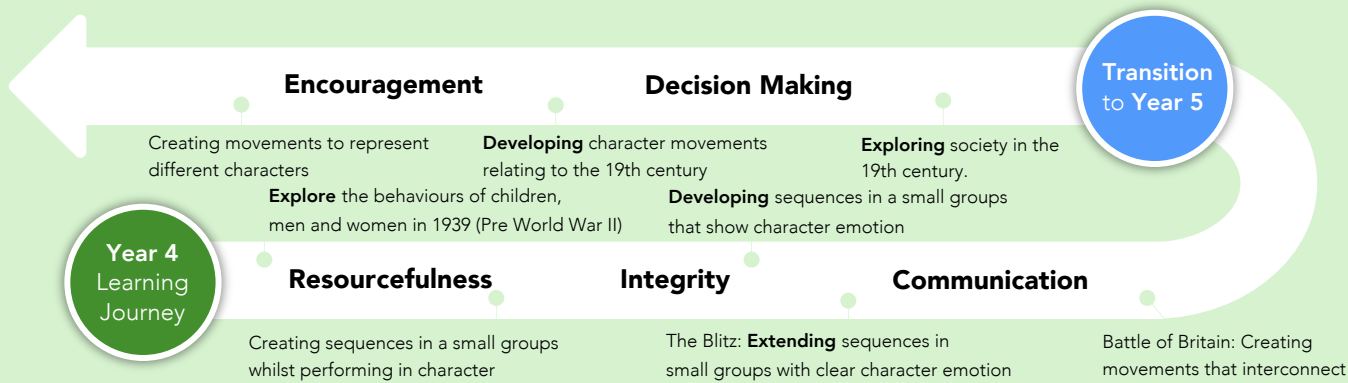 Encouragement
Decision Making
Transition
to Year 5
Creating movements to represent
different characters
Developing character movements
relating to the 19th century
Exploring society in the
19th century.
Explore the behaviours of children,
men and women in 1939 (Pre World War II)
Developing sequences in a small groups
that show character emotion
Year 4
Learning
Journey
Resourcefulness
Integrity
Communication
Creating sequences in a small groups
whilst performing in character
The Blitz: Extending sequences in
small groups with clear character emotion
Battle of Britain: Creating
movements that interconnect